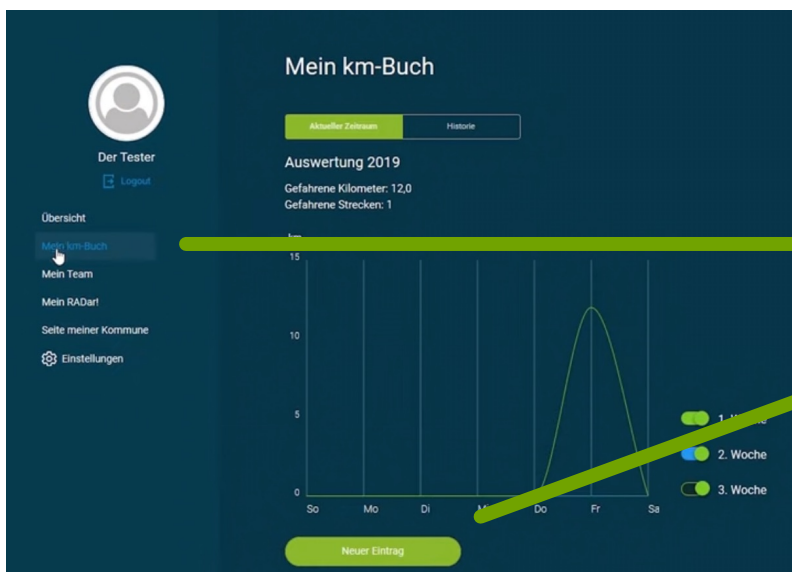 Mein km-Buch
Aktueller Zeitraum
Historie
Der Tester
Logout
Auswertung 2019
Gefahrene Kilometer: 12,0
Gefahrene Strecken: 1
Übersicht
Mein km-Buch
Mein Team
Mein RADar!
Seite meiner Kommune
Einstellungen
15
10
5
0
So Mo Di Do Fr Sa
1. Woche
2. Woche
3. Woche
Neuer Eintrag